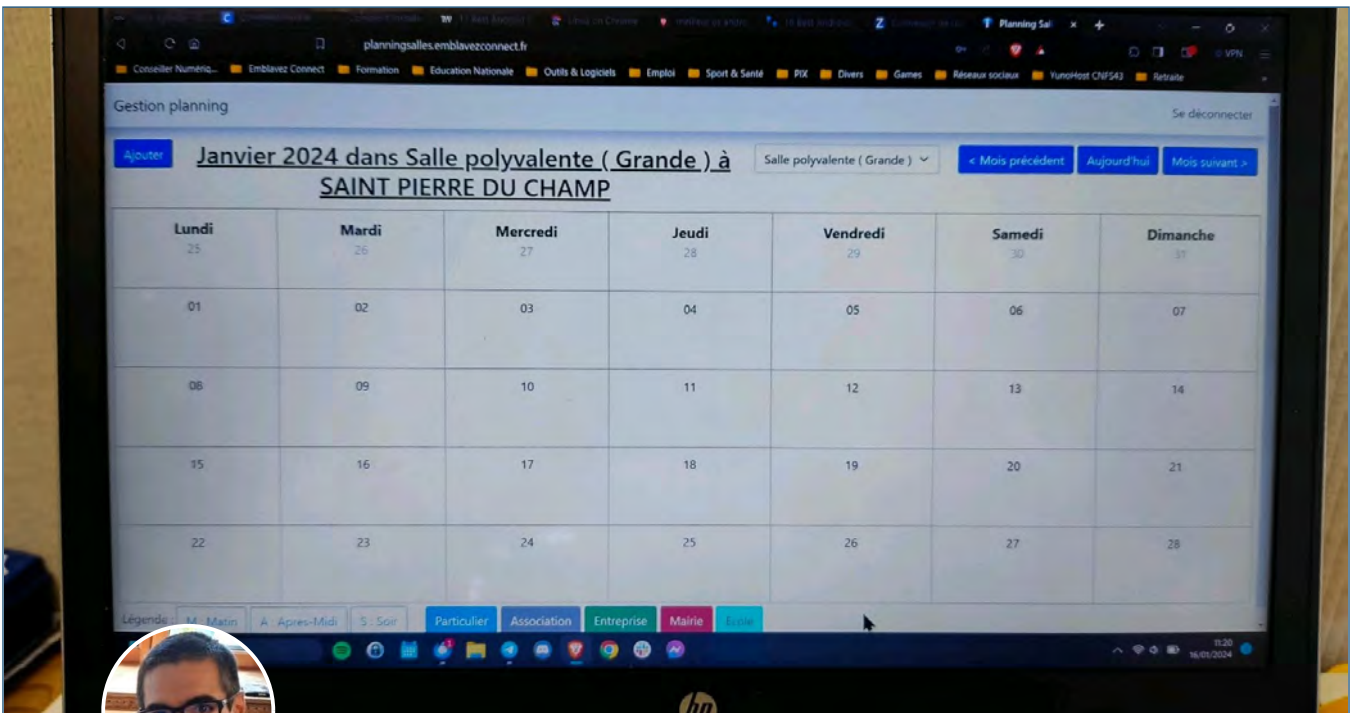 Planning Sal
planningsalles.emblavezconnect.fr
VPN
Conseiller Numériq... Emblavez Connect Formation Education Nationale Outils & Logiciels Emploi Sport & Santé PIX Divers Games Réseaux sociaux YunoHost CNFS43 Retraite
Gestion planning Se déconnecter
Ajouter Janvier 2024 dans Salle polyvalente ( Grande ) à Salle polyvalente ( Grande ) < Mois précédent Aujourd'hui Mois suivant >
SAINT PIERRE DU CHAMP
Lundi Mardi Mercredi Jeudi Vendredi Samedi Dimanche
25 26 27 28 29 30 31
01 02 03 04 05 06 07
08 09 10 11 12 13 14
15 16 17 18 19 20 21
22 23 24 25 26 27 28
Légende : M : Matin A : Apres-Midi S : Soir Particulier Association Entreprise Mairie Ecole
11:20
16/01/2024
hp